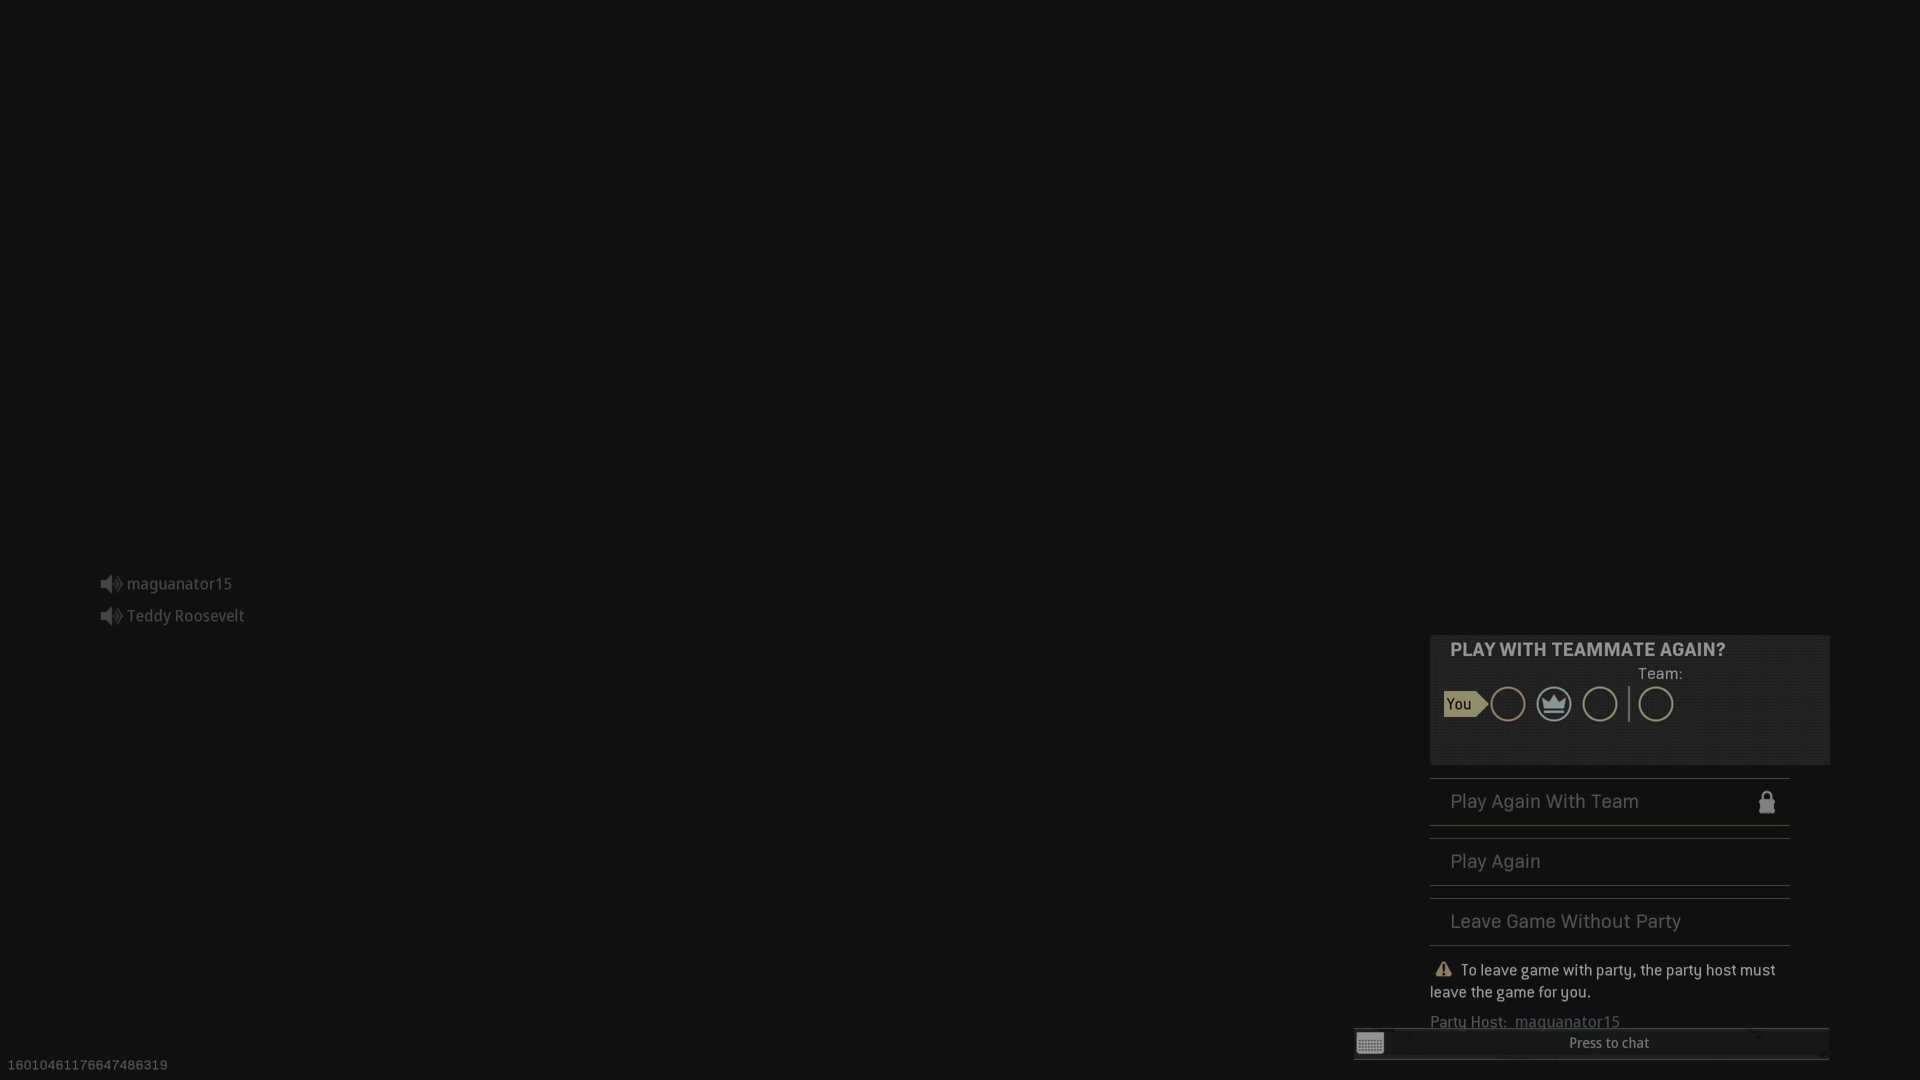 maguanator15
Teddy Roosevelt
PLAY WITH TEAMMATE AGAIN?
Team:
You
Play Again With Team
Play Again
Leave Game Without Party
To leave game with party, the party host must
leave the game for you.
Party Host: maguanator15
Press to chat
16010461176647486319